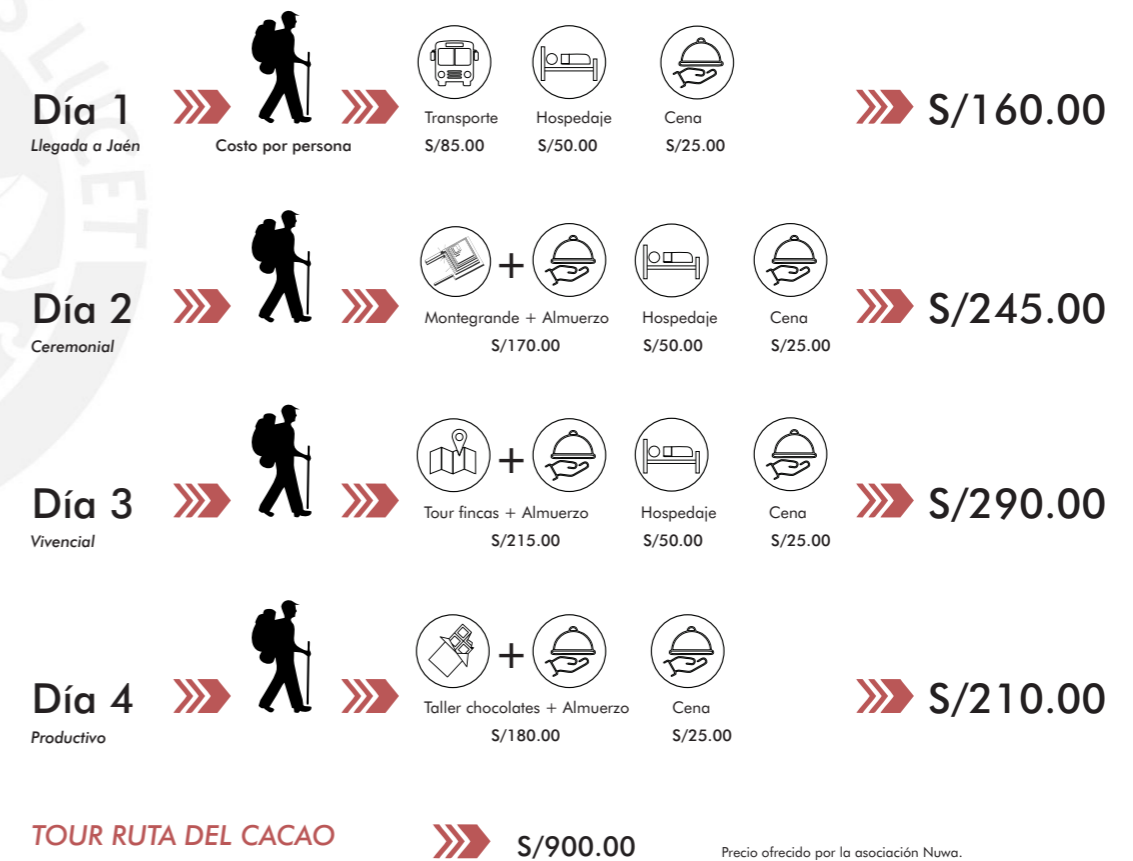 Día 1
Llegada a Jaén
Costo por persona
Transporte
S/85.00
Hospedaje
S/50.00
Cena
S/25.00
S/160.00
Día 2
Ceremonial
+
Montegrande + Almuerzo
S/170.00
Hospedaje
S/50.00
Cena
S/25.00
S/245.00
Día 3
Vivencial
+
Tour fincas + Almuerzo
S/215.00
Hospedaje
S/50.00
Cena
S/25.00
S/290.00
Día 4
Productivo
+
Taller chocolates + Almuerzo
S/180.00
Cena
S/25.00
S/210.00
TOUR RUTA DEL CACAO
S/900.00
Precio ofrecido por la asociación Nuwa.